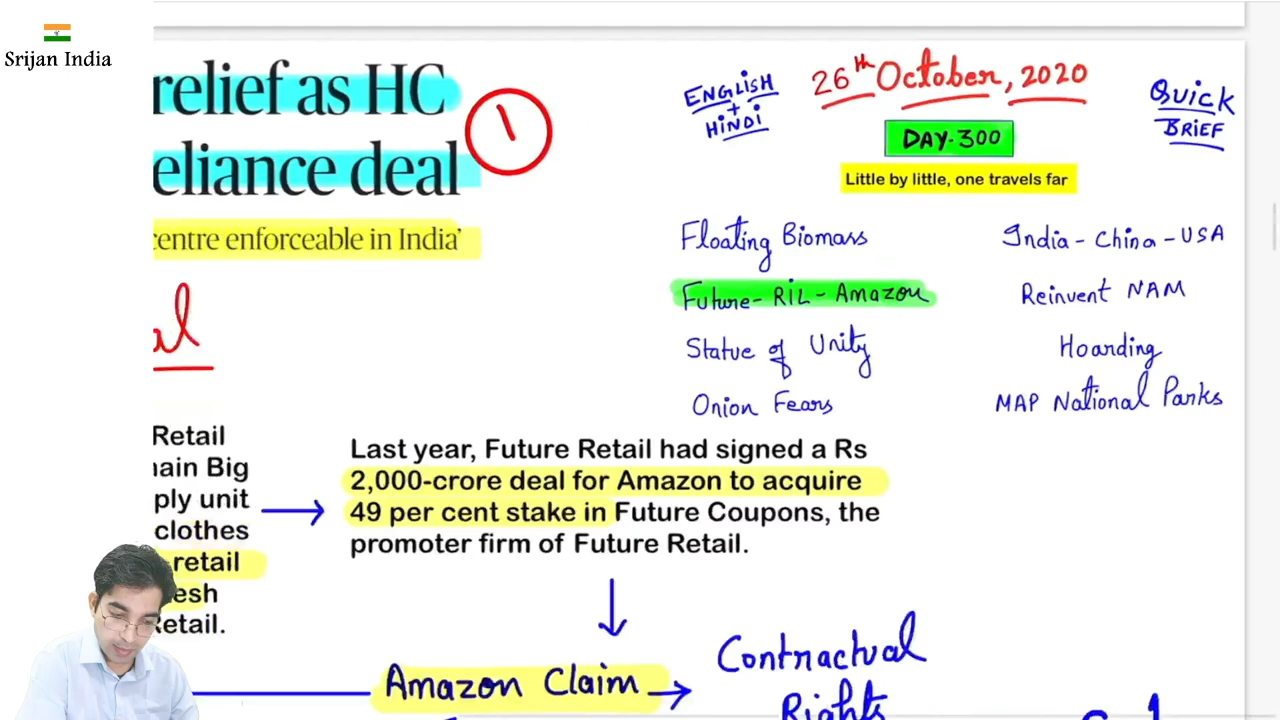 Srijan India
relief as HC
eliance deal
centre enforceable in India'
1
al
ENGLISH
+
HINDI
26th October, 2020
DAY-300
Little by little, one travels far
Quick
BRIEF
Floating Biomass
India-China-USA
Future-RIL-Amazon
Reinvent NAM
Statue of Unity
Hoarding
Onion Fears
MAP National Parks
Retail
ain Big
ply unit
clothes
retail
esh
Retail.
Last year, Future Retail had signed a Rs
2,000-crore deal for Amazon to acquire
49 per cent stake in Future Coupons, the
promoter firm of Future Retail.
Amazon Claim
Contractual
Rights